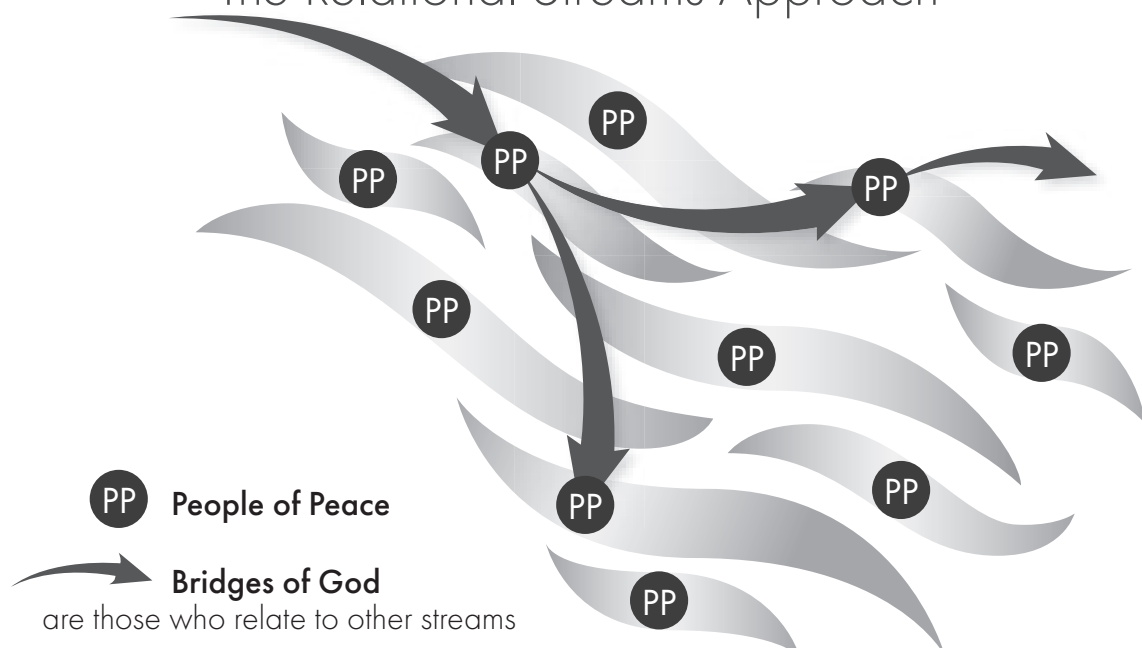 The Relational Streams Approach
PP
PP
PP
PP
PP
PP
PP
PP
PP
PP
PP People of Peace
Bridges of God
are those who relate to other streams